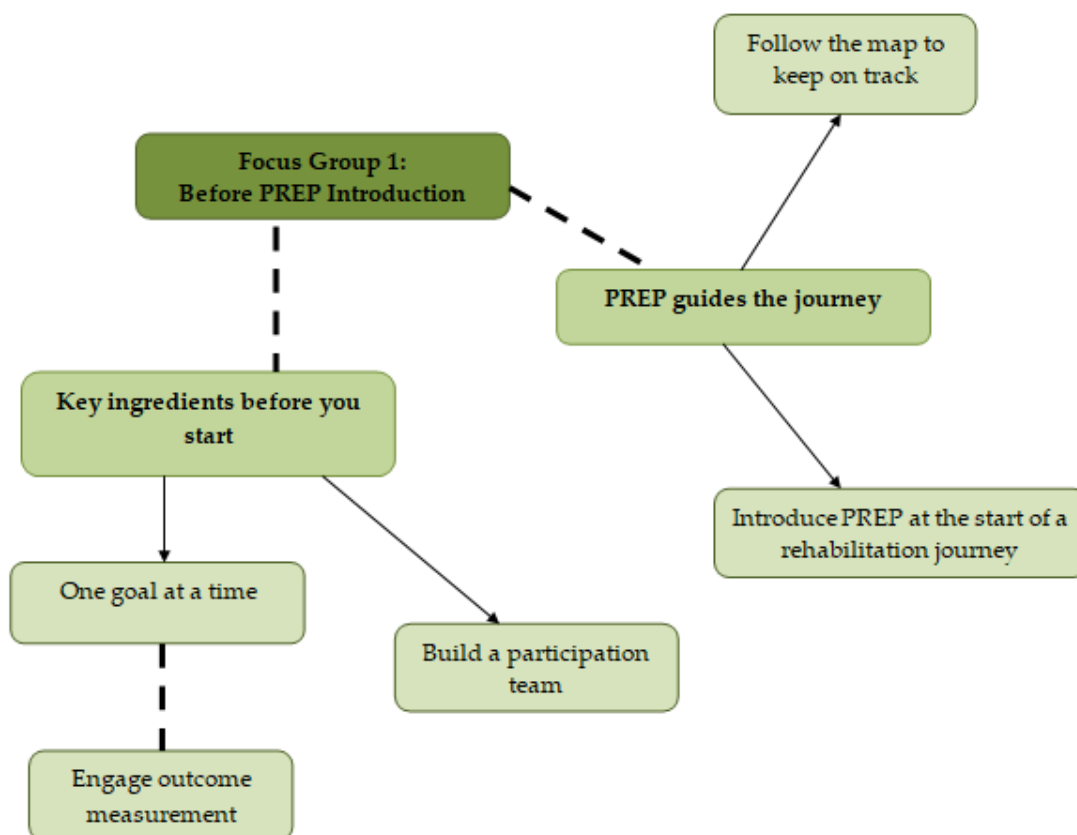 Follow the map to
keep on track
Focus Group 1:
Before PREP Introduction
PREP guides the journey
Key ingredients before you
start
Introduce PREP at the start of a
rehabilitation journey
One goal at a time
Build a participation
team
Engage outcome
measurement